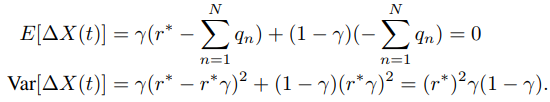 E[ΔX(t)] = γ(r* − ∑_{n=1}^{N} q_n) + (1 − γ)(− ∑_{n=1}^{N} q_n) = 0
Var[ΔX(t)] = γ(r* − r*γ)² + (1 − γ)(r*γ)² = (r*)²γ(1 − γ).